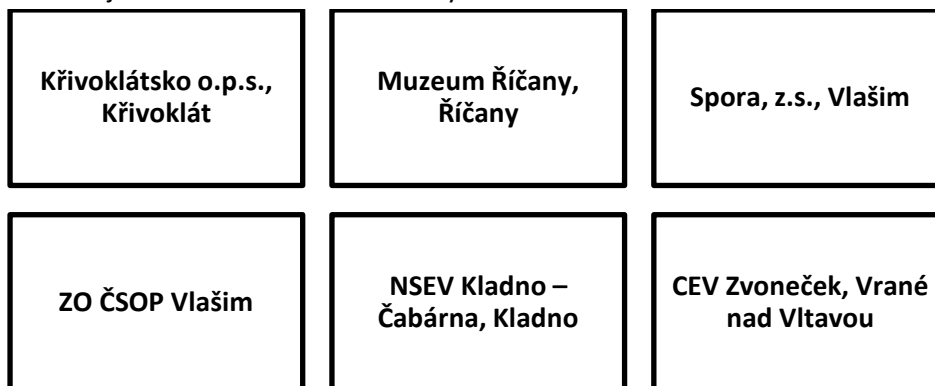 Křivoklátsko o.p.s.,
Křivoklát
Muzeum Říčany,
Říčany
Spora, z.s., Vlašim
ZO ČSOP Vlašim
NSEV Kladno –
Čabárna, Kladno
CEV Zvoneček, Vrané
nad Vltavou